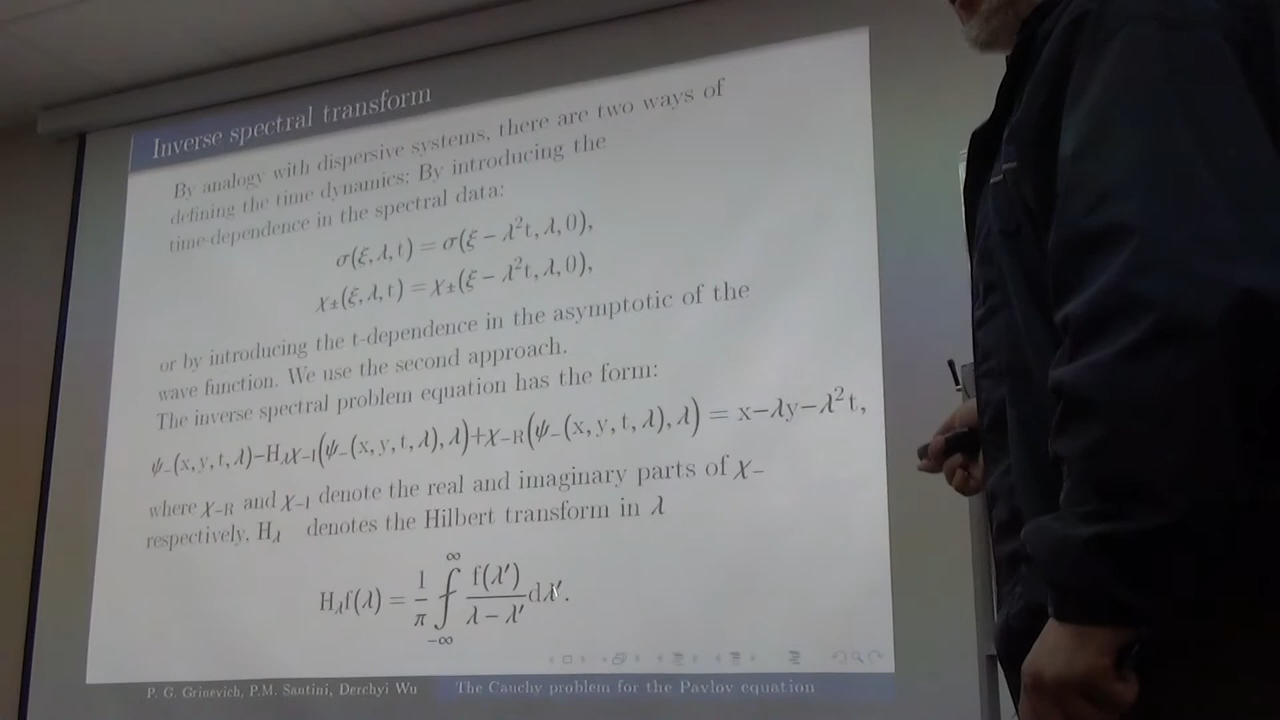 Inverse spectral transform
By analogy with dispersive systems, there are two ways of
defining the time dynamics: By introducing the
time-dependence in the spectral data:
σ(ξ, λ, t) = σ(ξ − λ²t, λ, 0),
χ±(ξ, λ, t) = χ±(ξ − λ²t, λ, 0),
or by introducing the t-dependence in the asymptotic of the
wave function. We use the second approach.
The inverse spectral problem equation has the form:
ψ₋(x, y, t, λ)−H_λχ₋I(ψ₋(x, y, t, λ), λ)+χ₋R(ψ₋(x, y, t, λ), λ) = x−λy−λ²t,
where χ₋R and χ₋I denote the real and imaginary parts of χ₋
respectively, H_λ denotes the Hilbert transform in λ
H_λf(λ) = 1/π ⨍_{−∞}^{∞} f(λ′)/(λ − λ′) dλ′.
P. G. Grinevich, P.M. Santini, Derchyi Wu The Cauchy problem for the Pavlov equation